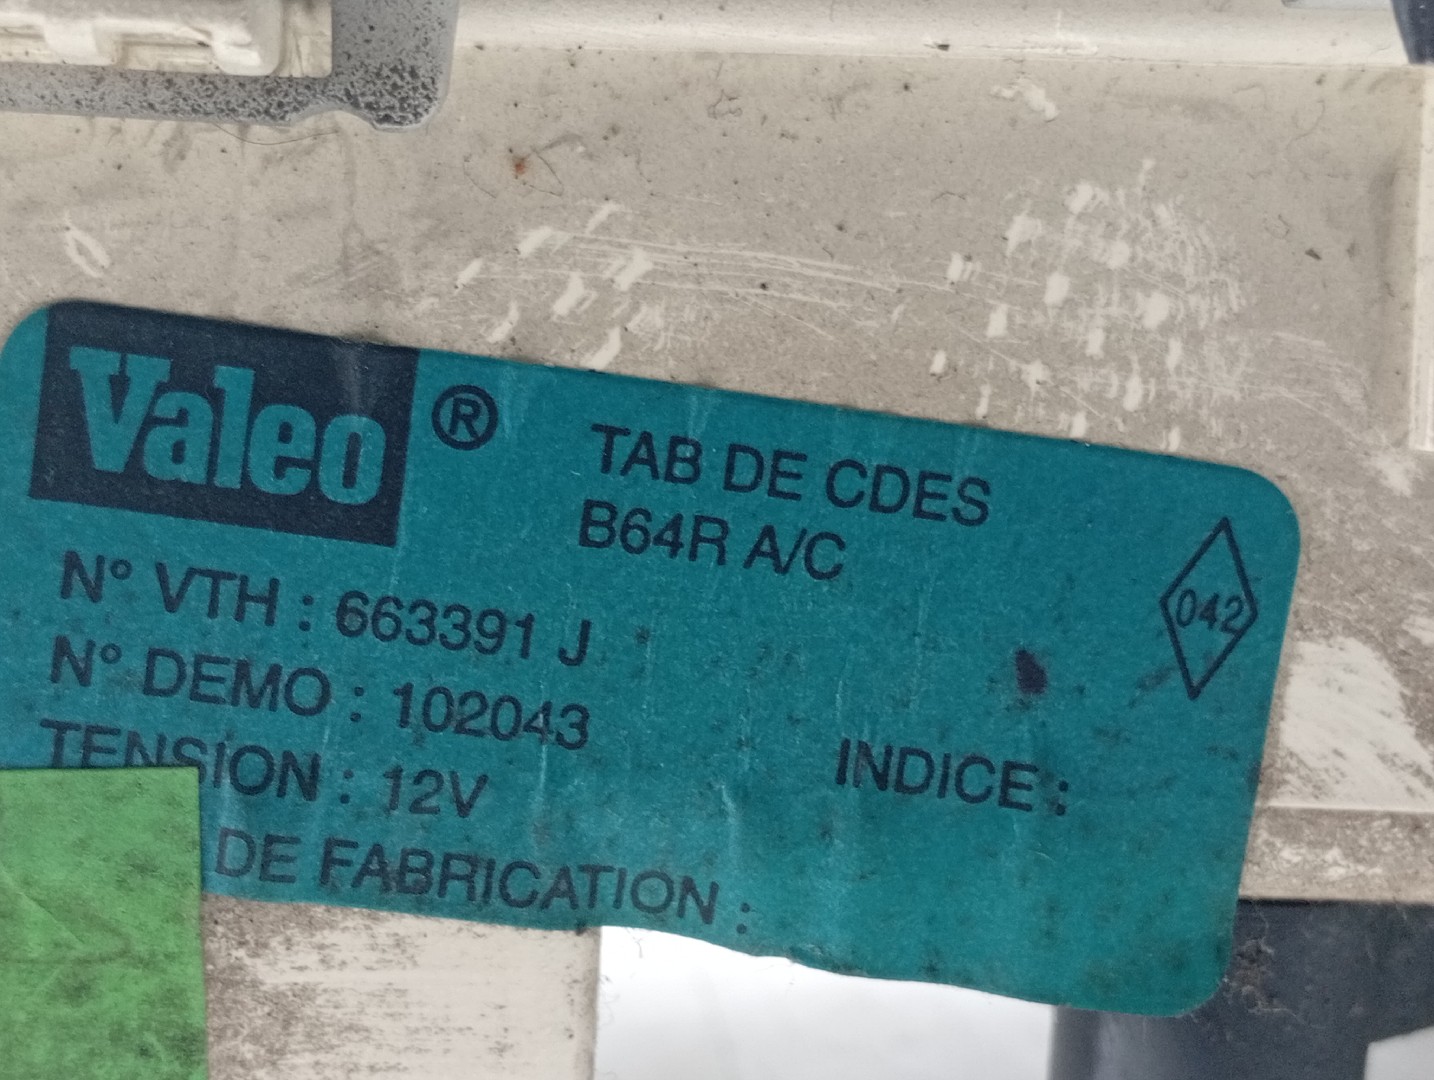 Valeo ®
TAB DE CDES
B64R A/C
N° VTH : 663391 J
042
N° DEMO : 102043
TENSION : 12V
INDICE :
DE FABRICATION :